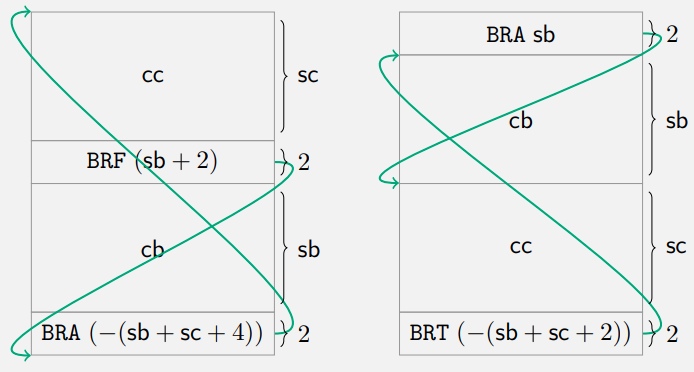 cc
sc
BRF (sb + 2)
2
cb
sb
BRA (−(sb + sc + 4))
2
BRA sb
2
cb
sb
cc
sc
BRT (−(sb + sc + 2))
2